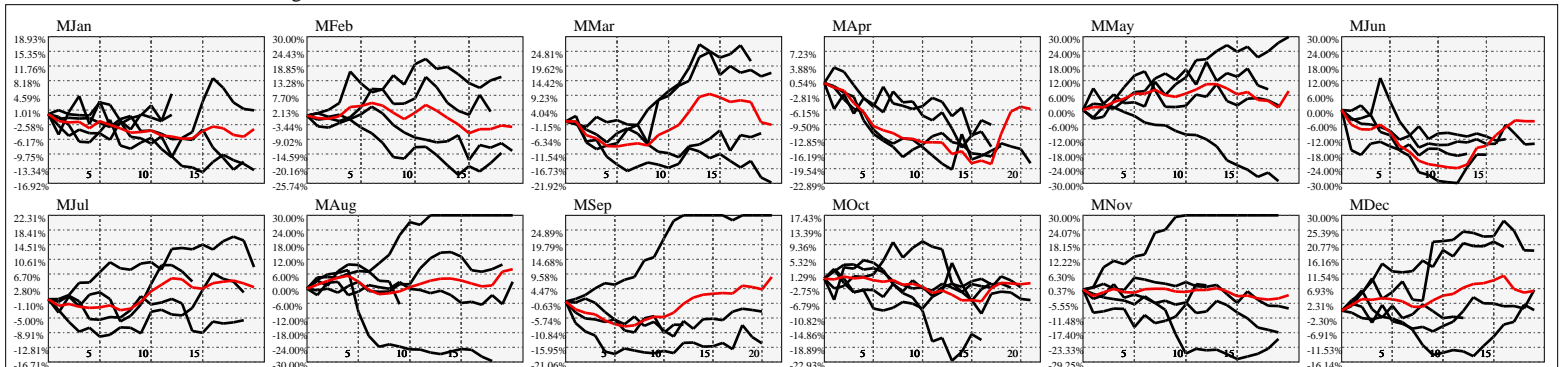 MJan MFeb MMar MApr MMay MJun
18.93% 30.00% 30.00% 30.00%
15.35% 24.43% 24.81% 7.23% 24.00% 24.00%
11.76% 18.85% 19.62% 3.88% 18.00% 18.00%
8.18% 13.28% 14.42% 0.54% 12.00% 12.00%
4.59% 7.70% 9.23% -2.81% 6.00% 6.00%
1.01% 2.13% 4.04% -6.15% 0.00% 0.00%
-2.58% -3.44% -1.15% -9.50% -6.00% -6.00%
-6.17% -9.02% -6.34% -12.85% -12.00% -12.00%
-9.75% -14.59% -11.54% -16.19% -18.00% -18.00%
-13.34% -20.16% -16.73% -19.54% -24.00% -24.00%
-16.92% -25.74% -21.92% -22.89% -30.00% -30.00%
5 10 15 5 10 15 5 10 15 5 10 15 20 5 10 15 5 10 15
MJul MAug MSep MOct MNov MDec
22.31% 30.00% 17.43% 30.00% 30.00%
18.41% 24.00% 24.89% 13.39% 24.07% 25.39%
14.51% 18.00% 19.79% 9.36% 18.15% 20.77%
10.61% 12.00% 14.68% 5.32% 12.22% 16.16%
6.70% 6.00% 9.58% 1.29% 6.30% 11.54%
2.80% 0.00% 4.47% -2.75% 0.37% 6.93%
-1.10% -6.00% -0.63% -6.79% -5.55% 2.31%
-5.00% -12.00% -5.74% -10.82% -11.48% -2.30%
-8.91% -18.00% -10.84% -14.86% -17.40% -6.91%
-12.81% -24.00% -15.95% -18.89% -23.33% -11.53%
-16.71% -30.00% -21.06% -22.93% -29.25% -16.14%
5 10 15 5 10 15 5 10 15 20 5 10 15 20 5 10 15 5 10 15